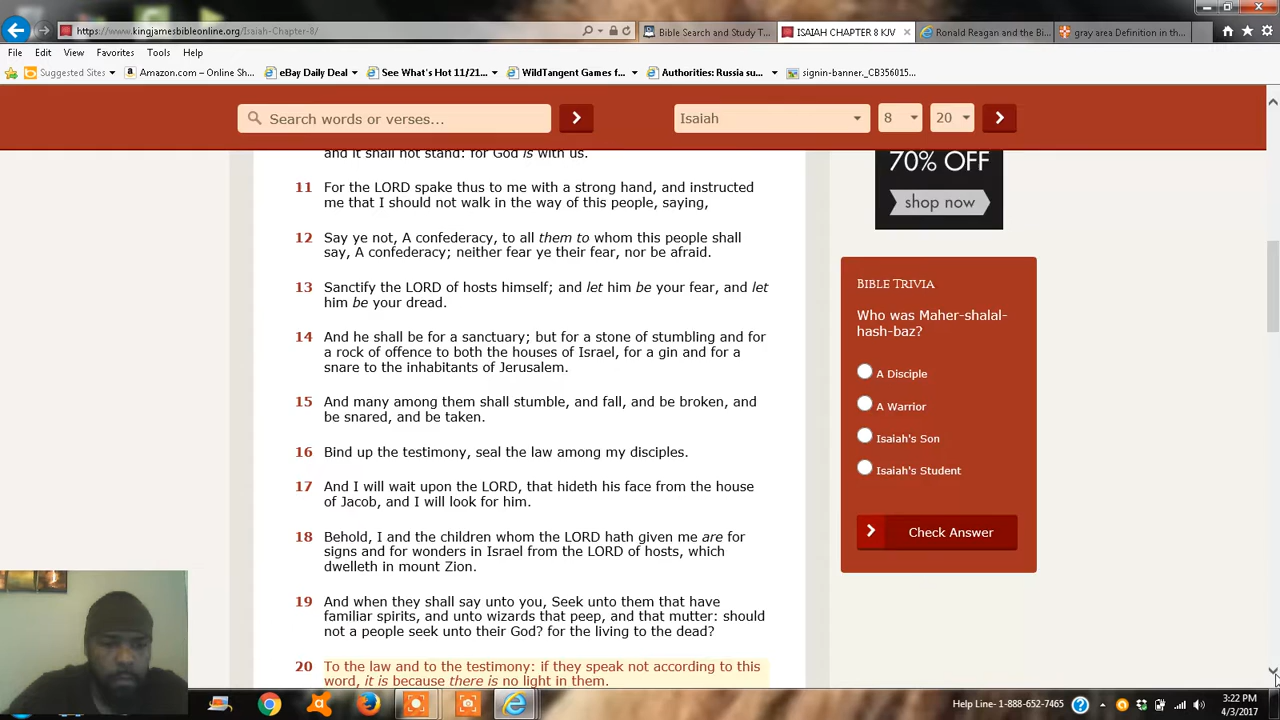 https://www.kingjamesbibleonline.org/Isaiah-Chapter-8/
Bible Search and Study T...
ISAIAH CHAPTER 8 KJV
Ronald Reagan and the Bi...
gray area Definition in th...
File Edit View Favorites Tools Help
Suggested Sites
Amazon.com – Online Sh...
eBay Daily Deal
See What's Hot 11/21...
WildTangent Games f...
Authorities: Russia su...
signin-banner._CB356015...
Search words or verses...
Isaiah
8
20
and it shall not stand: for God is with us.
11 For the LORD spake thus to me with a strong hand, and instructed
me that I should not walk in the way of this people, saying,
12 Say ye not, A confederacy, to all them to whom this people shall
say, A confederacy; neither fear ye their fear, nor be afraid.
13 Sanctify the LORD of hosts himself; and let him be your fear, and let
him be your dread.
14 And he shall be for a sanctuary; but for a stone of stumbling and for
a rock of offence to both the houses of Israel, for a gin and for a
snare to the inhabitants of Jerusalem.
15 And many among them shall stumble, and fall, and be broken, and
be snared, and be taken.
16 Bind up the testimony, seal the law among my disciples.
17 And I will wait upon the LORD, that hideth his face from the house
of Jacob, and I will look for him.
18 Behold, I and the children whom the LORD hath given me are for
signs and for wonders in Israel from the LORD of hosts, which
dwelleth in mount Zion.
19 And when they shall say unto you, Seek unto them that have
familiar spirits, and unto wizards that peep, and that mutter: should
not a people seek unto their God? for the living to the dead?
20 To the law and to the testimony: if they speak not according to this
word, it is because there is no light in them.
70% OFF
shop now
BIBLE TRIVIA
Who was Maher-shalal-
hash-baz?
A Disciple
A Warrior
Isaiah's Son
Isaiah's Student
Check Answer
Help Line- 1-888-652-7465
3:22 PM
4/3/2017